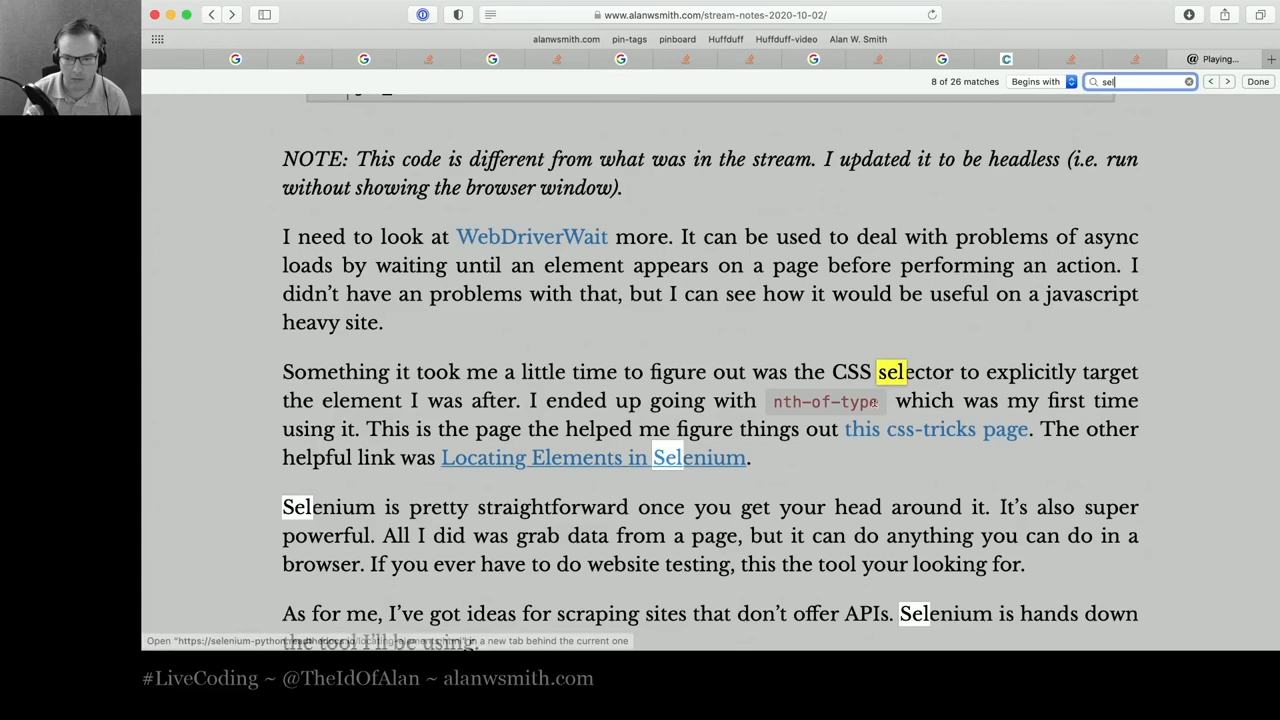 www.alanwsmith.com/stream-notes-2020-10-02/
alanwsmith.com pin-tags pinboard Huffduff Huffduff-video Alan W. Smith
Playing...
8 of 26 matches Begins with sel Done
NOTE: This code is different from what was in the stream. I updated it to be headless (i.e. run
without showing the browser window).
I need to look at WebDriverWait more. It can be used to deal with problems of async
loads by waiting until an element appears on a page before performing an action. I
didn't have an problems with that, but I can see how it would be useful on a javascript
heavy site.
Something it took me a little time to figure out was the CSS selector to explicitly target
the element I was after. I ended up going with nth-of-type which was my first time
using it. This is the page the helped me figure things out this css-tricks page. The other
helpful link was Locating Elements in Selenium.
Selenium is pretty straightforward once you get your head around it. It's also super
powerful. All I did was grab data from a page, but it can do anything you can do in a
browser. If you ever have to do website testing, this the tool your looking for.
As for me, I've got ideas for scraping sites that don't offer APIs. Selenium is hands down
the tool I'll be using.
#LiveCoding ~ @TheIdOfAlan ~ alanwsmith.com